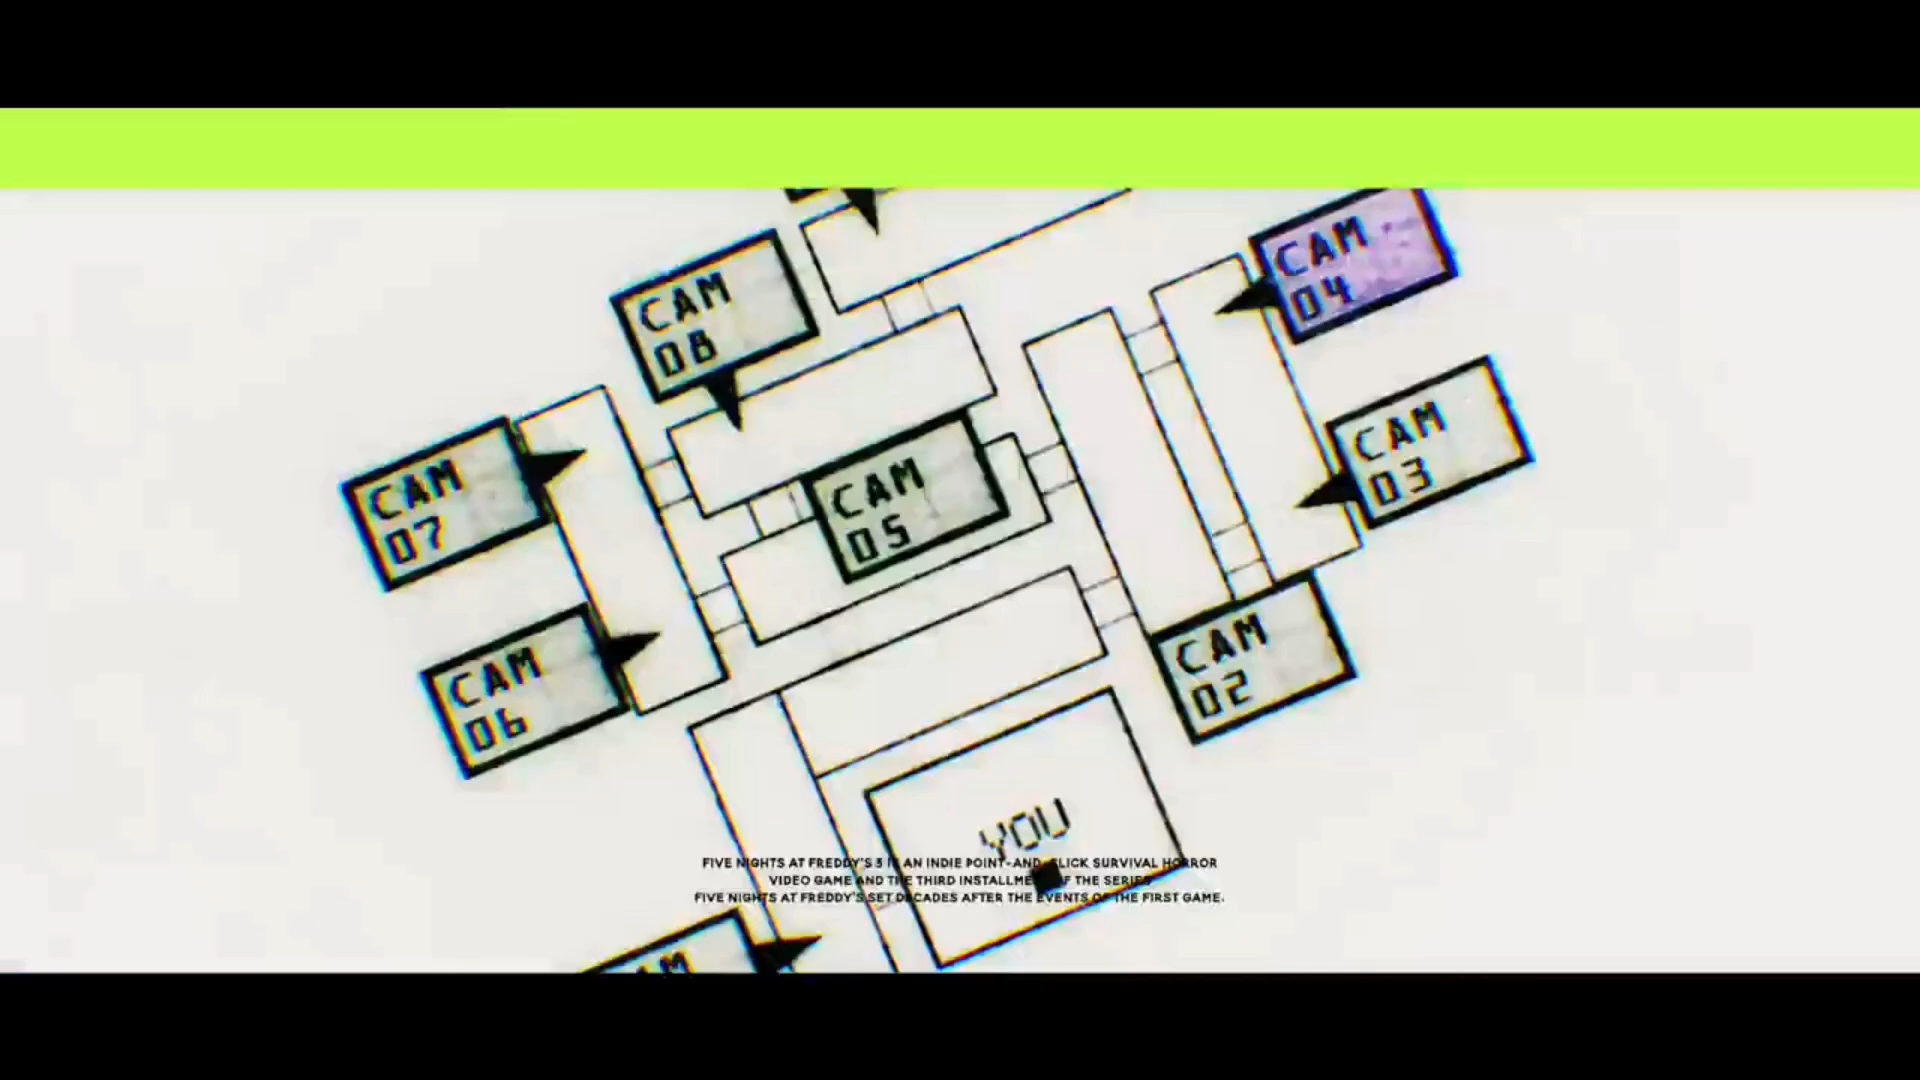 CAM
04
CAM
08
CAM
03
CAM
05
CAM
07
CAM
02
CAM
06
YOU
FIVE NIGHTS AT FREDDY'S 3 IS AN INDIE POINT-AND-CLICK SURVIVAL HORROR
VIDEO GAME AND THE THIRD INSTALLMENT OF THE SERIES
FIVE NIGHTS AT FREDDY'S SET DECADES AFTER THE EVENTS OF THE FIRST GAME.